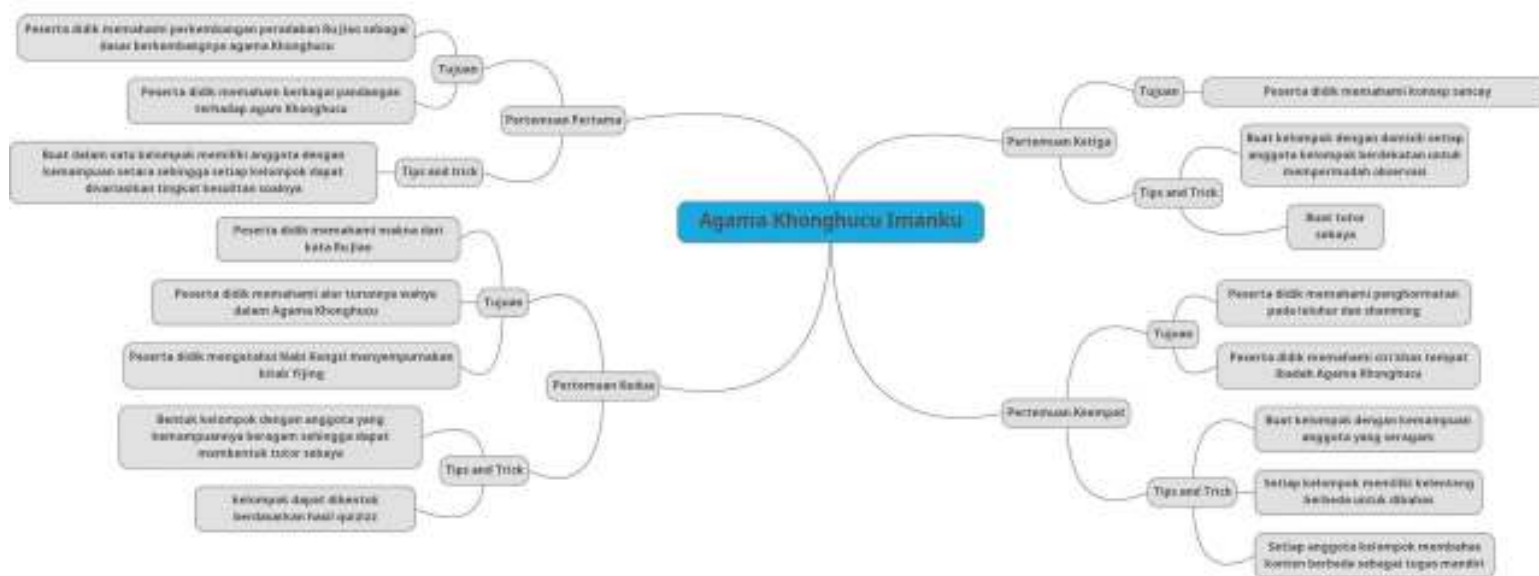 Agama Khonghucu Imanku
Pertemuan Pertama
Tujuan
Peserta didik memahami perkembangan peradaban Ru Jiao sebagai
dasar berkembangnya agama Khonghucu
Peserta didik memaham berbagai pandangan
terhadap agam Khonghucu
Tips and trick
Buat dalam satu kelompok memiliki anggota dengan
kemampuan setara sehingga setiap kelompok dapat
divariasikan tingkat kesulitan soalnya
Pertemuan Kedua
Tujuan
Peserta didik memahami makna dari
kata Ru Jiao
Peserta didik memahami alur turunnya wahyu
dalam Agama Khonghucu
Peserta didik mengetahui Nabi Kongzi menyempurnakan
kitab Yijing
Tips and Trick
Bentuk kelompok dengan anggota yang
kemampuannya beragam sehingga dapat
membentuk tutor sebaya
kelompok dapat dibentuk
berdasarkan hasil quizizz
Pertemuan Ketiga
Tujuan
Peserta didik memahami konsep sancay
Tips and Trick
Buat kelompok dengan domisili setiap
anggota kelompok berdekatan untuk
mempermudah observasi
Buat tutor
sebaya
Pertemuan Keempat
Tujuan
Peserta didik memahami penghormatan
pada leluhur dan shenming
Peserta didik memahami ciri khas tempat
ibadah Agama Khonghucu
Tips and Trick
Buat kelompok dengan kemampuan
anggota yang seragam
Setiap kelompok memiliki kelenteng
berbeda untuk dibahas
Setiap anggota kelompok membahas
konten berbeda sebagai tugas mandiri